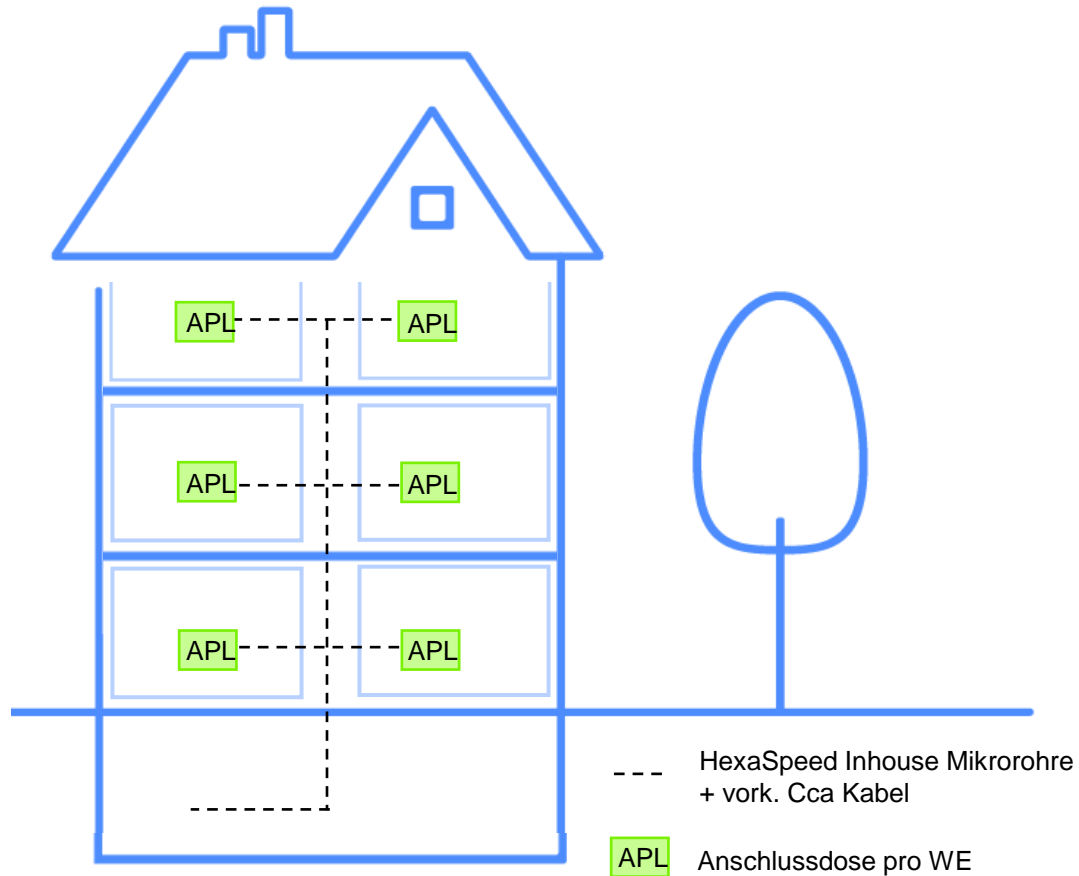 APL APL
APL APL
APL APL
HexaSpeed Inhouse Mikrorohre
+ vork. Cca Kabel
APL Anschlussdose pro WE